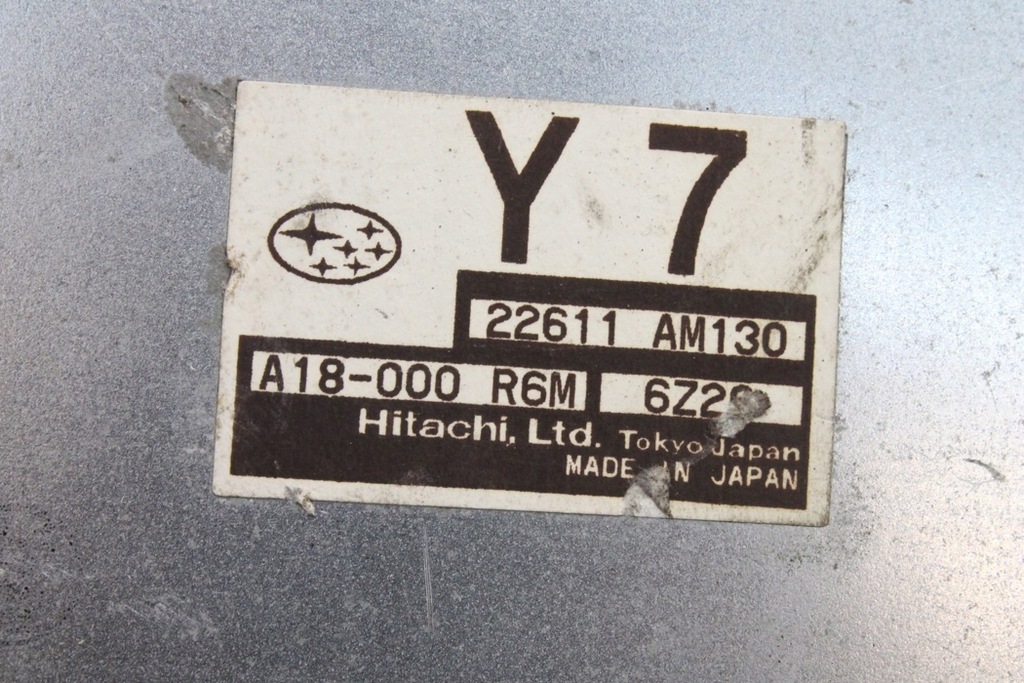 Y 7
22611 AM130
A18-000 R6M
Hitachi, Ltd. Tokyo Japan
MADE IN JAPAN